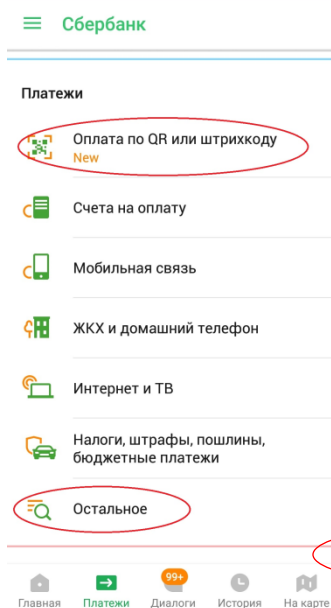 Сбербанк
Платежи
Оплата по QR или штрихкоду
New
Счета на оплату
Мобильная связь
ЖКХ и домашний телефон
Интернет и ТВ
Налоги, штрафы, пошлины,
бюджетные платежи
Остальное
99+
Главная Платежи Диалоги История На карте